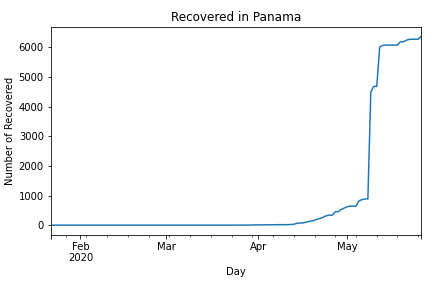 Recovered in Panama
Number of Recovered
6000
5000
4000
3000
2000
1000
0
Feb
2020
Mar
Apr
May
Day